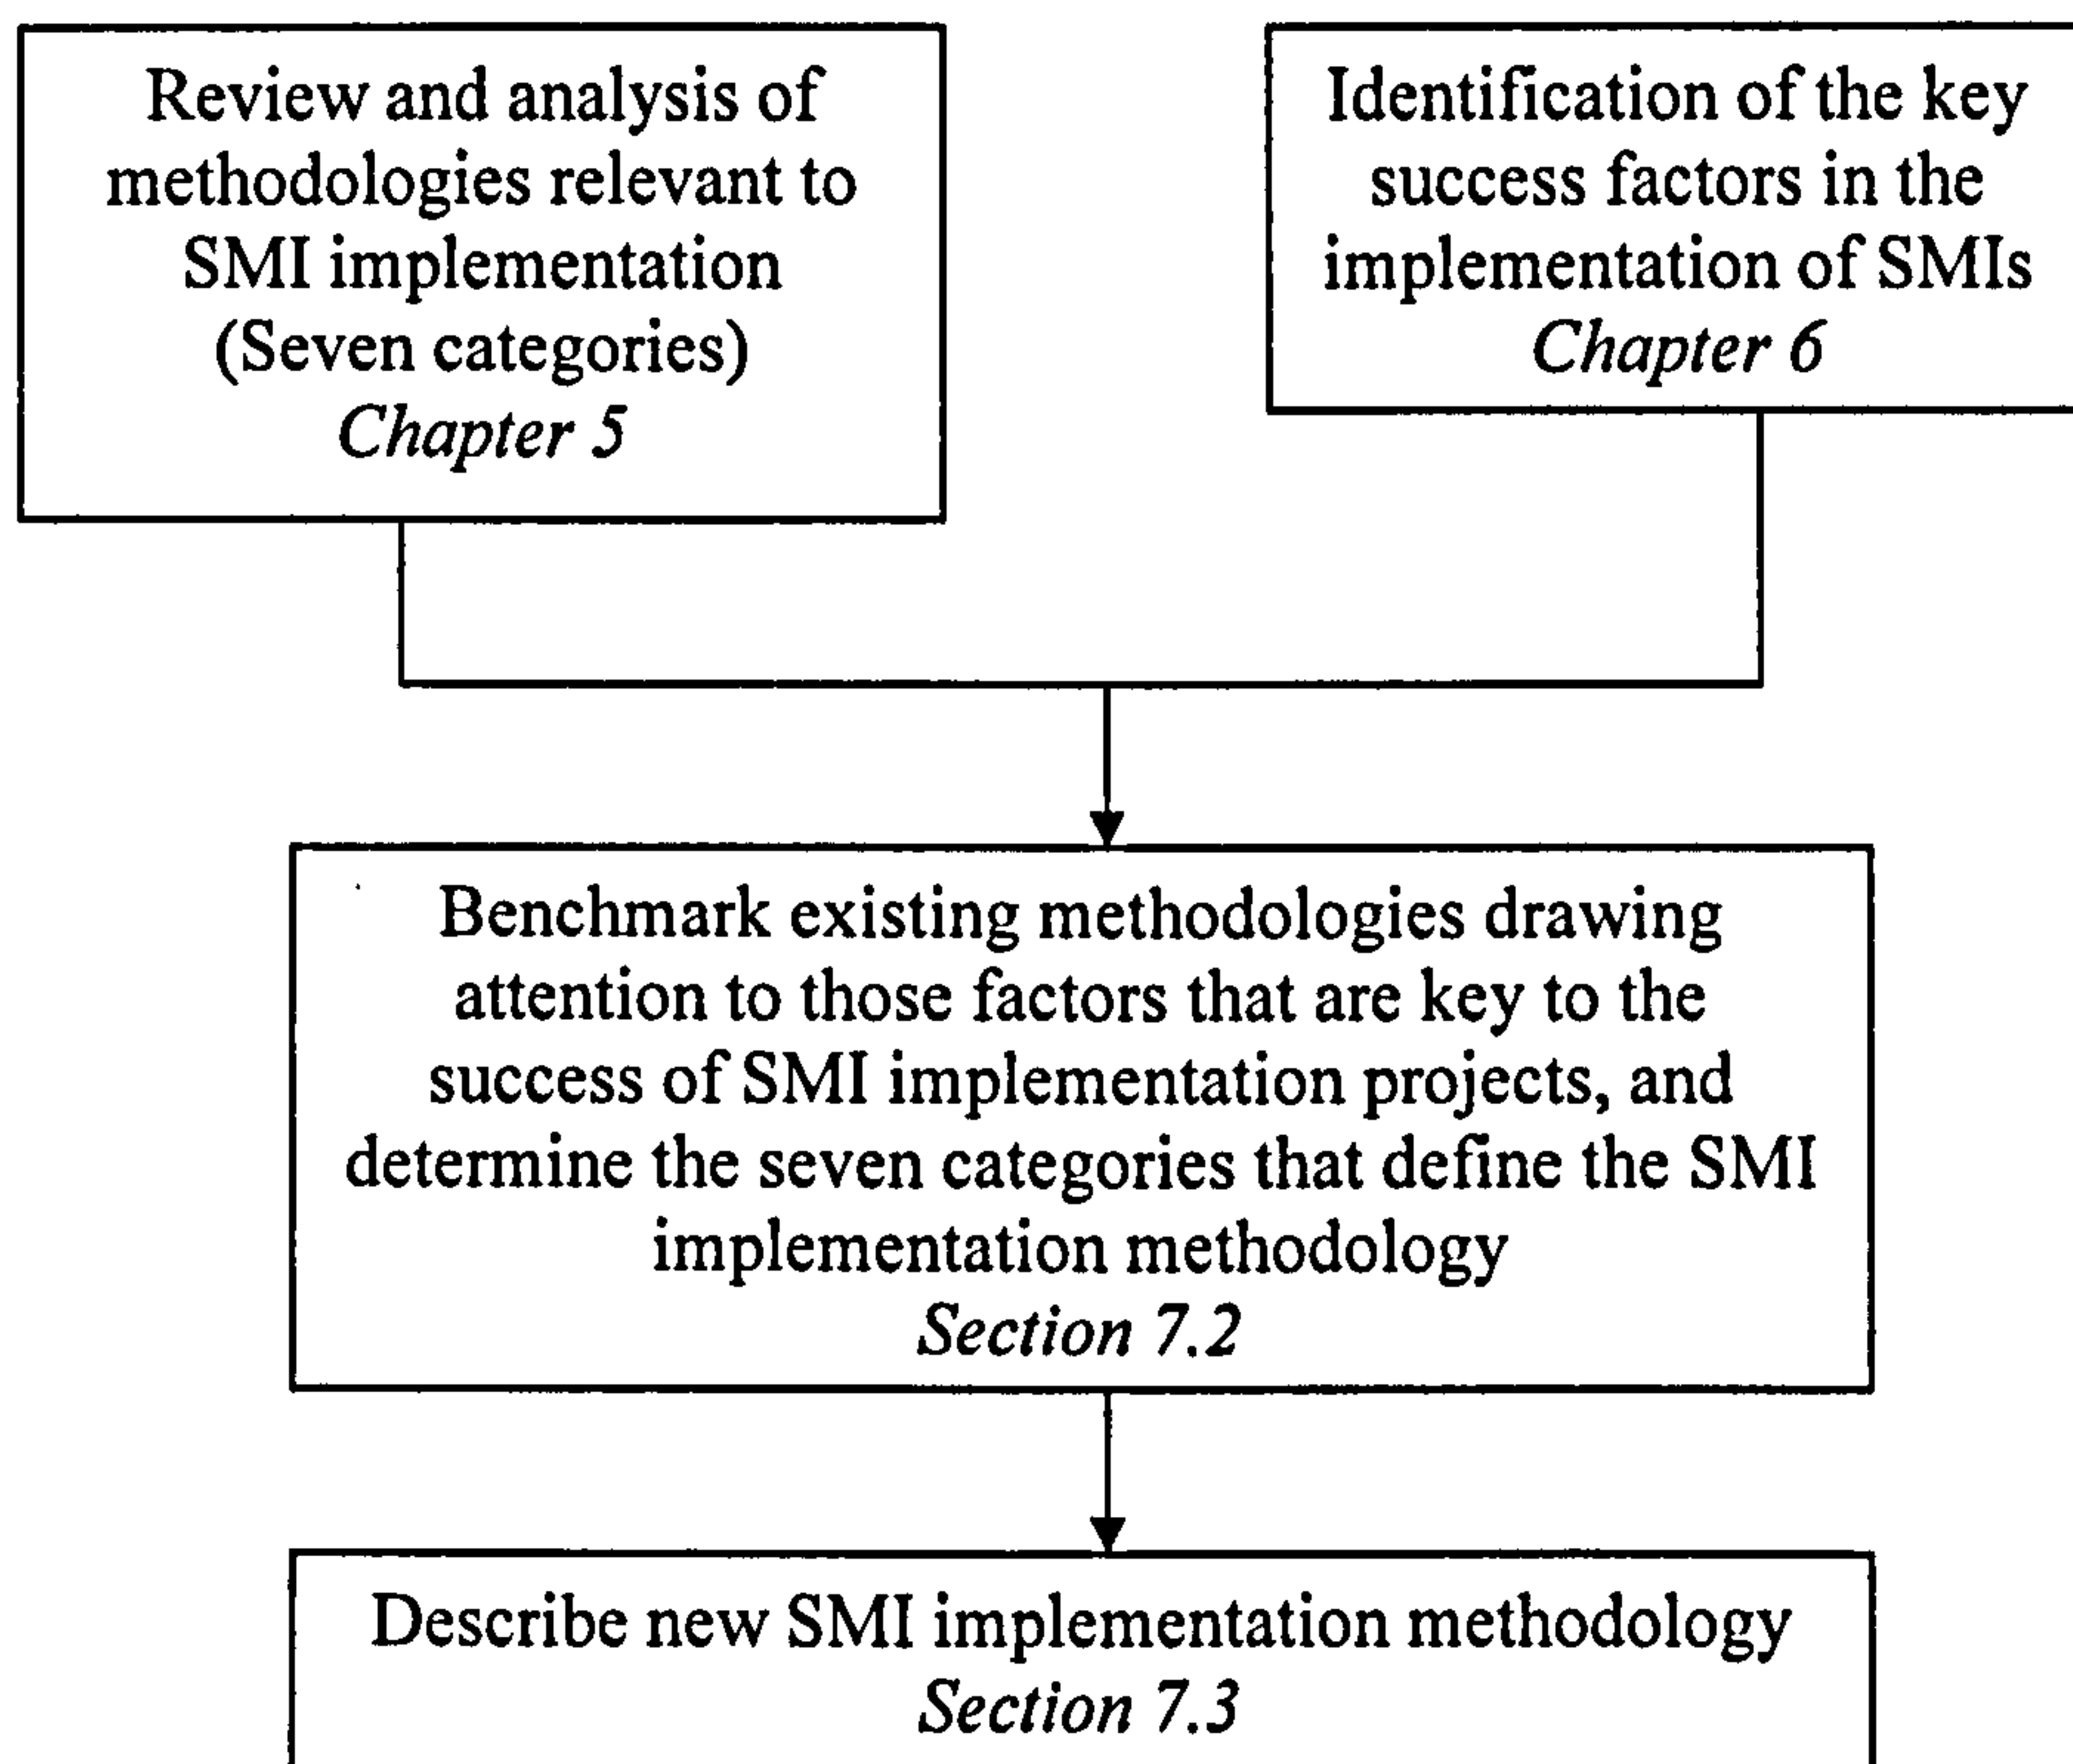 Review and analysis of
methodologies relevant to
SMI implementation
(Seven categories)
Chapter 5
Identification of the key
success factors in the
implementation of SMIs
Chapter 6
Benchmark existing methodologies drawing
attention to those factors that are key to the
success of SMI implementation projects, and
determine the seven categories that define the SMI
implementation methodology
Section 7.2
Describe new SMI implementation methodology
Section 7.3